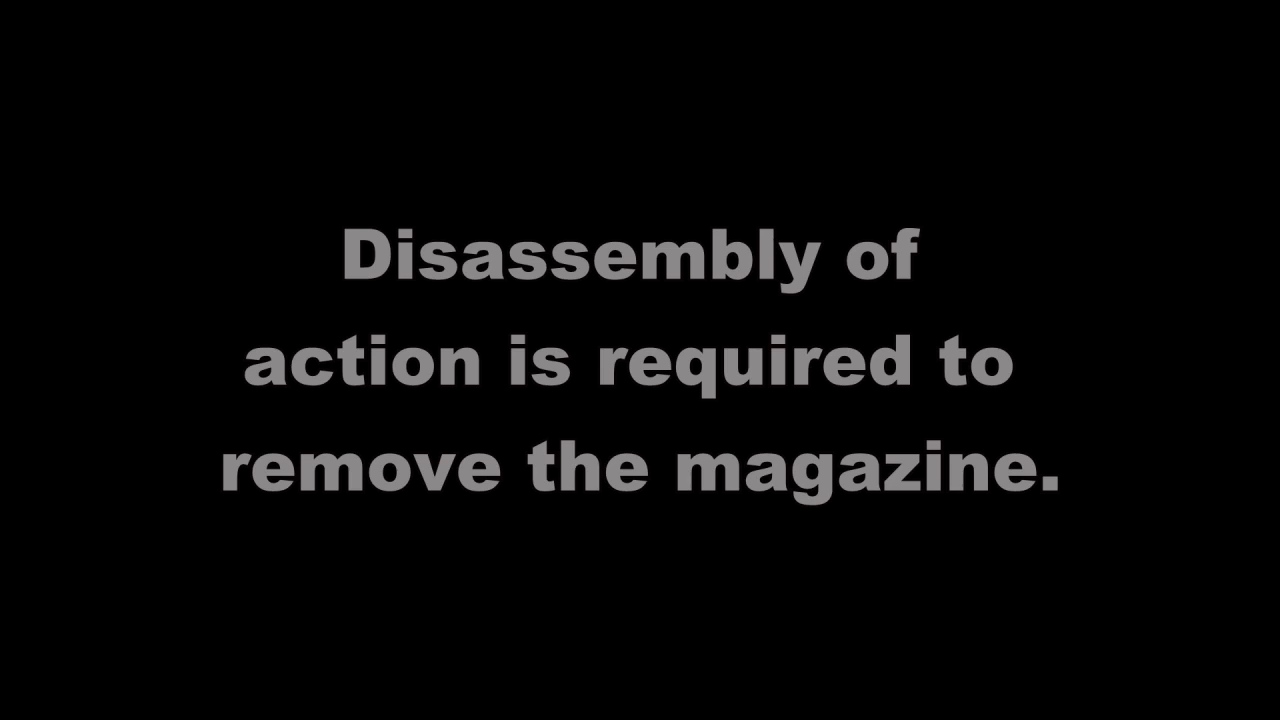 Disassembly of
action is required to
remove the magazine.